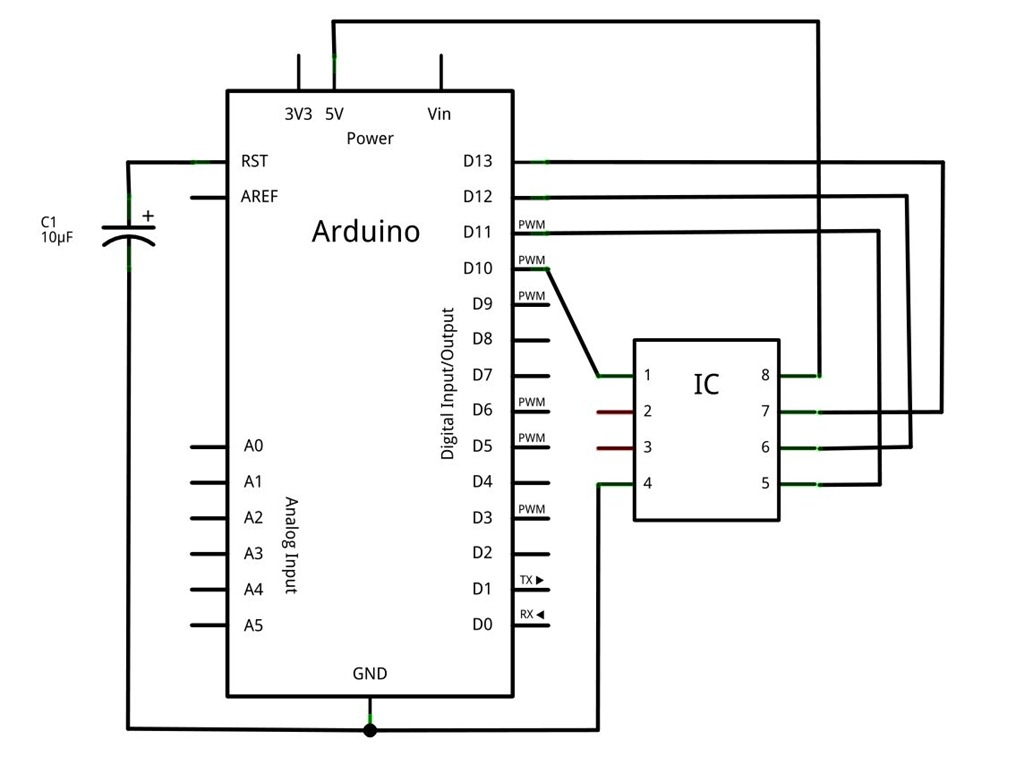 3V3 5V Vin
Power
RST D13
AREF D12
C1
10µF
+
Arduino
PWM
D11
PWM
D10
PWM
D9
D8
D7
PWM
D6
PWM
D5
D4
PWM
D3
D2
TX ▶
D1
RX ◀
D0
Digital Input/Output
A0
A1
A2
A3
A4
A5
Analog Input
GND
IC
1 8
2 7
3 6
4 5